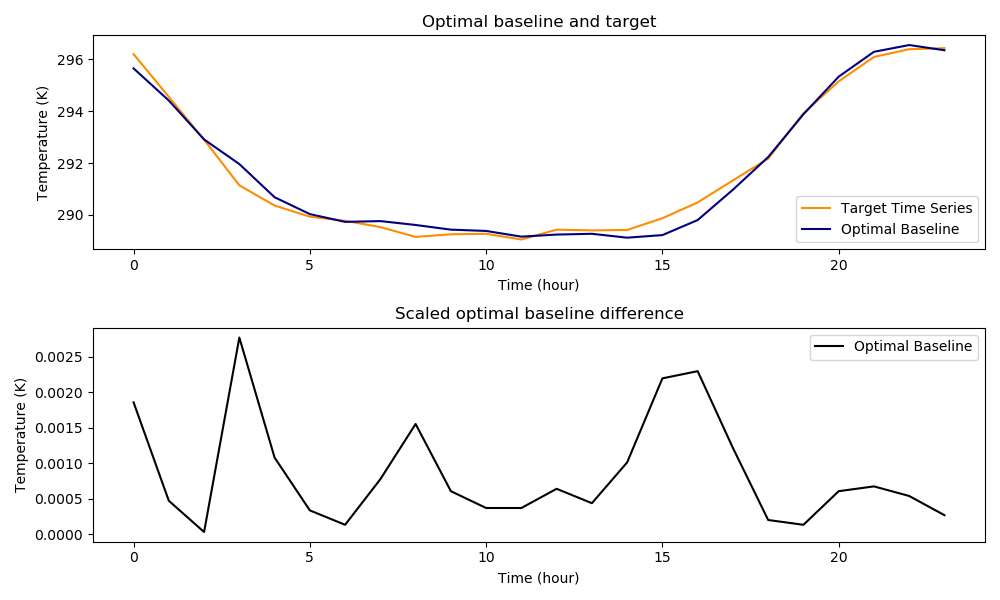 Optimal baseline and target
Temperature (K)
296
294
292
290
Target Time Series
Optimal Baseline
0 5 10 15 20
Time (hour)
Scaled optimal baseline difference
Temperature (K)
0.0025
0.0020
0.0015
0.0010
0.0005
0.0000
Optimal Baseline
0 5 10 15 20
Time (hour)